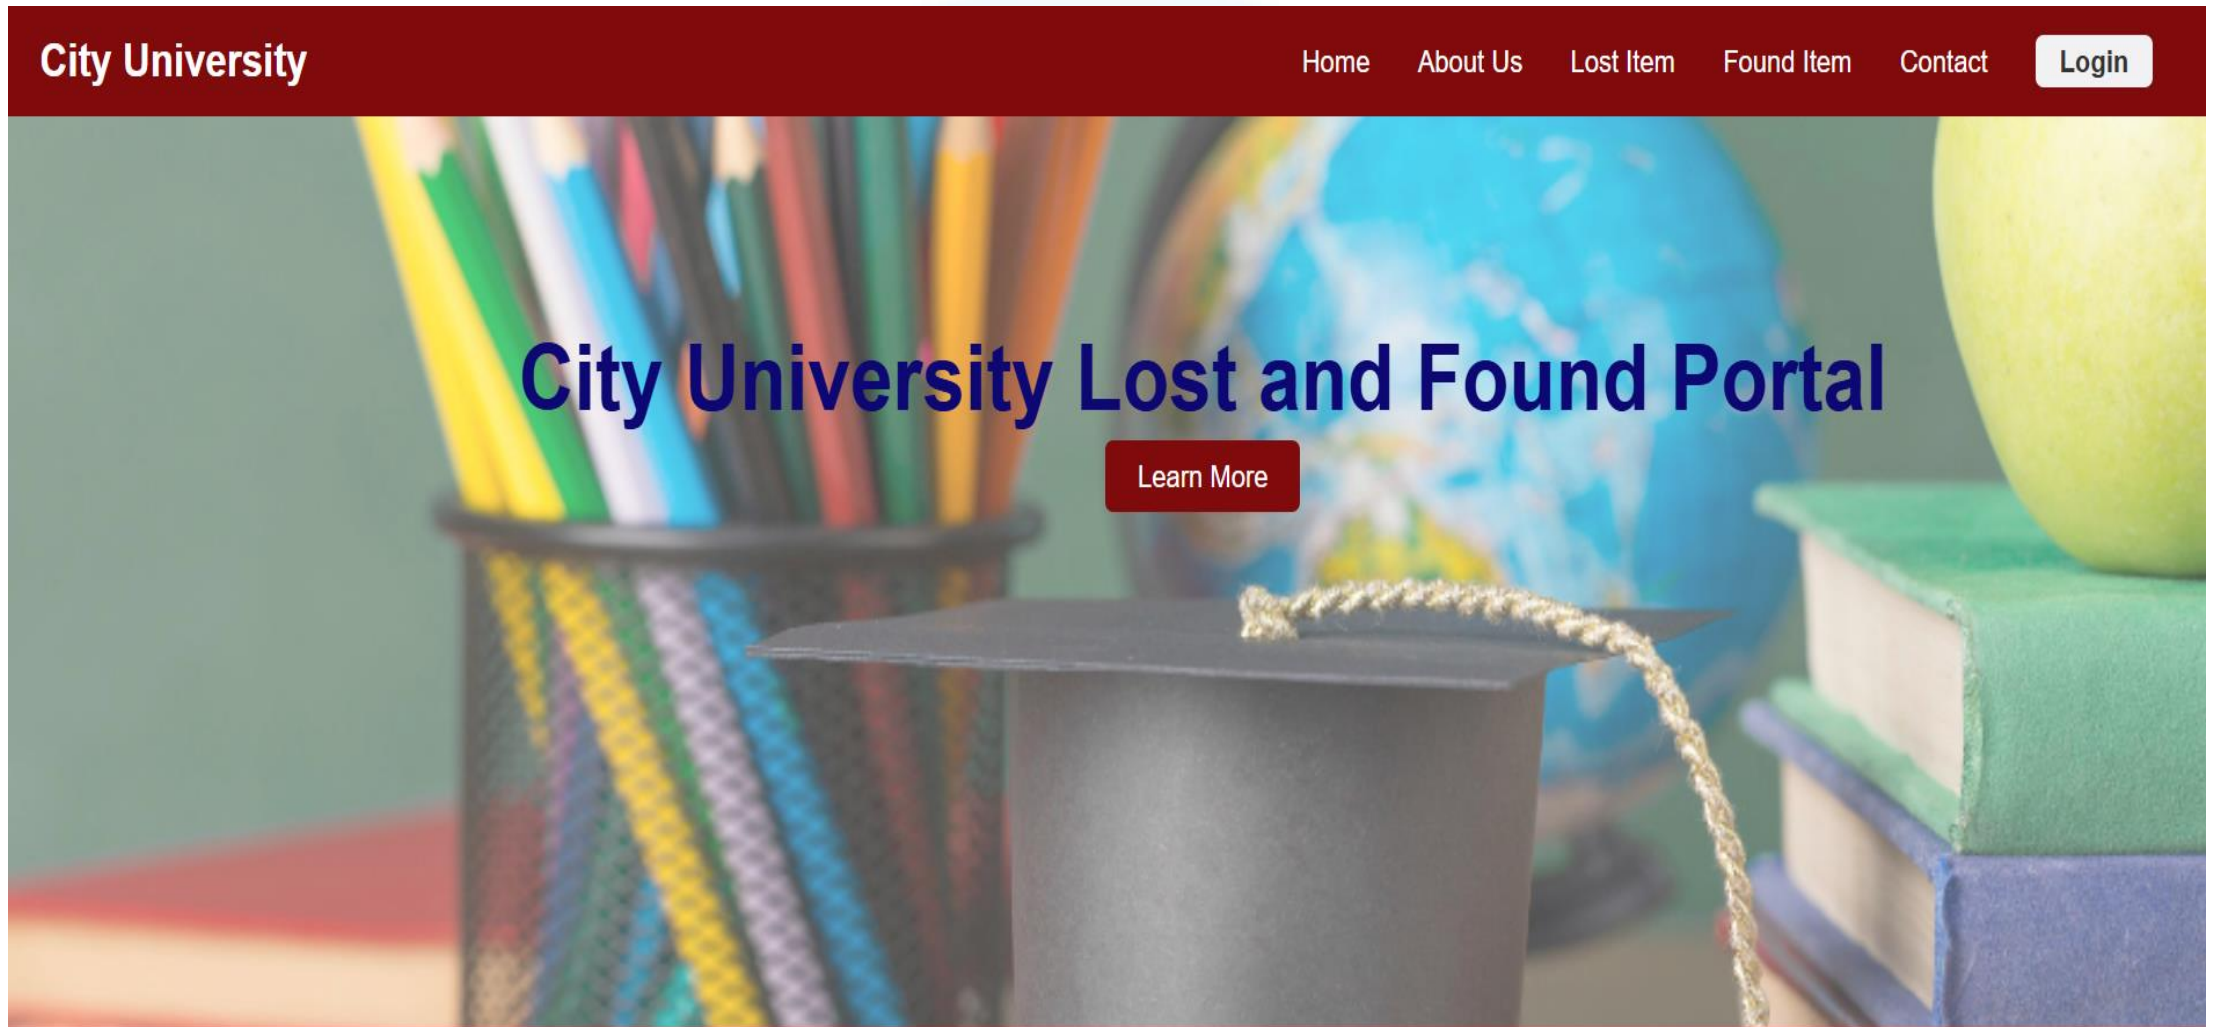 City University
Home About Us Lost Item Found Item Contact Login
City University Lost and Found Portal
Learn More